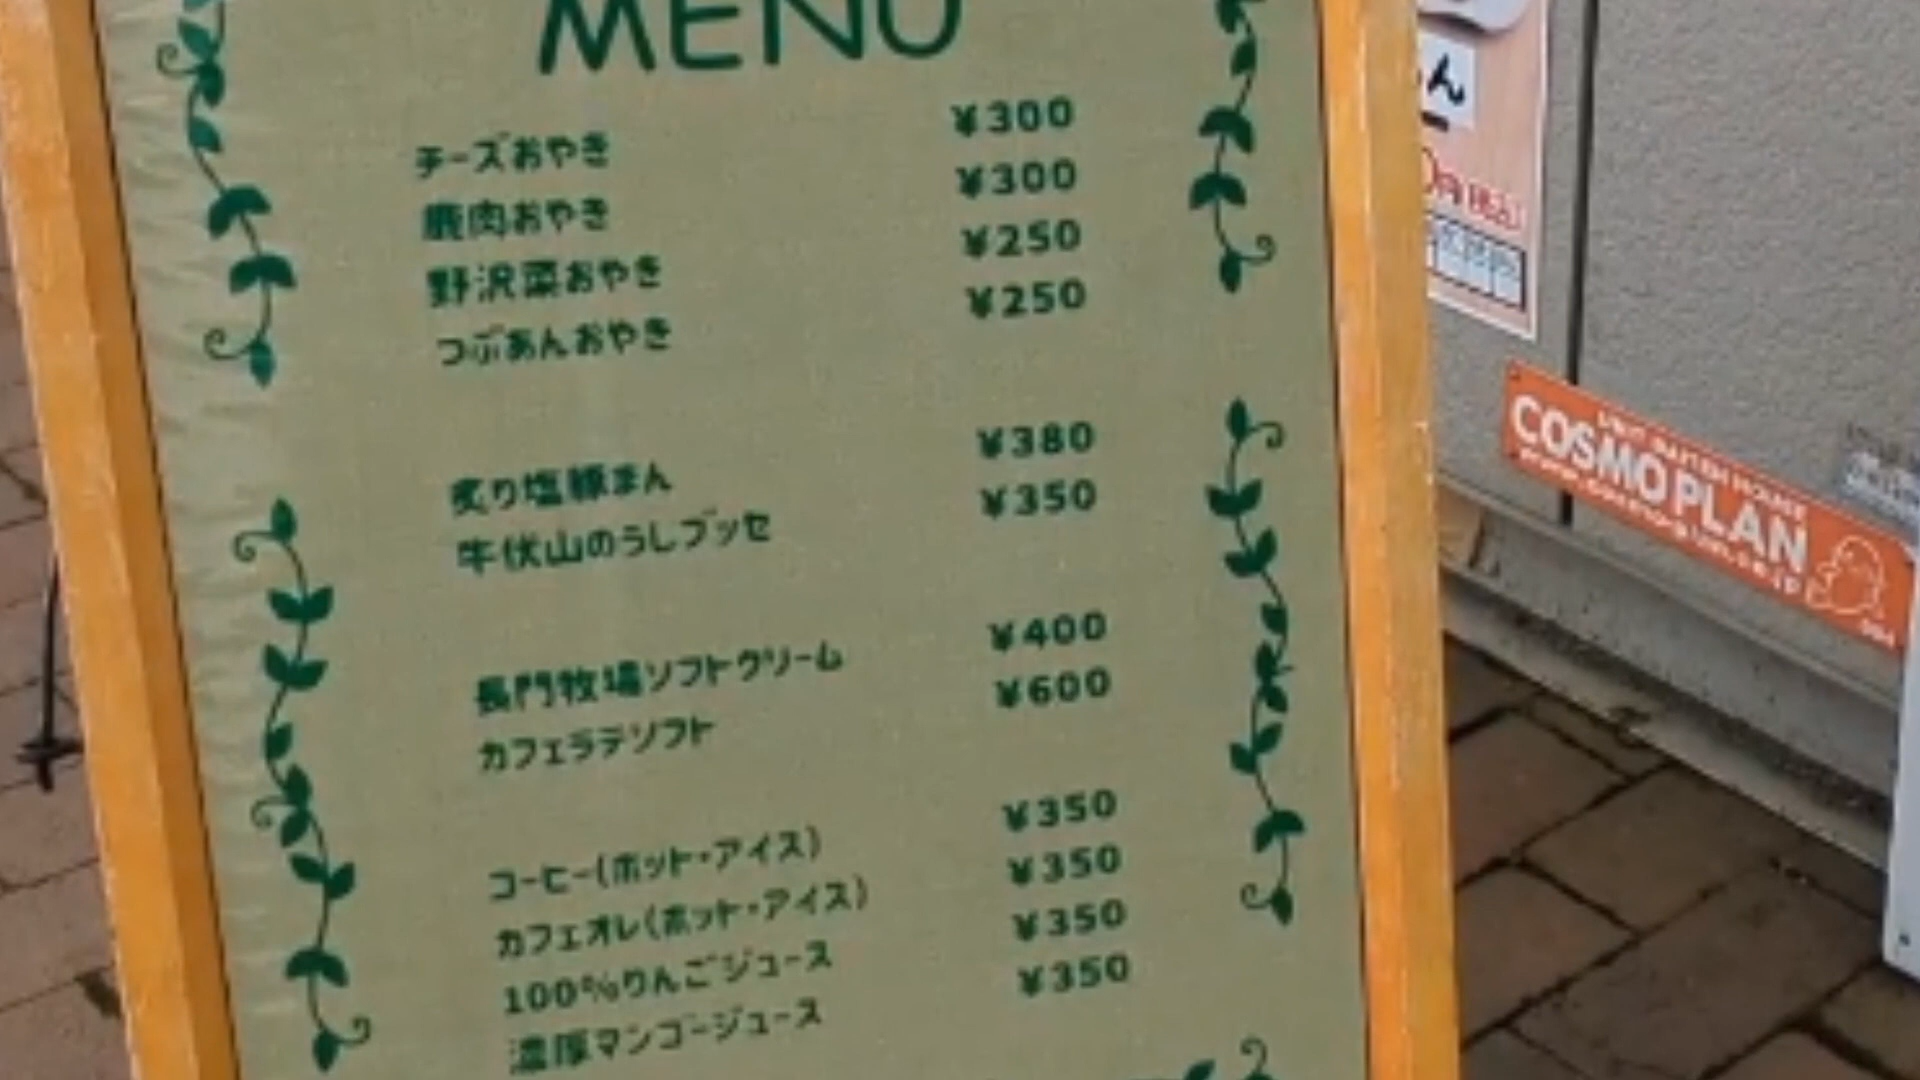 MENU
チーズおやき ¥300
鹿肉おやき ¥300
野沢菜おやき ¥250
つぶあんおやき ¥250
炙り塩豚まん ¥380
牛伏山のうしブッセ ¥350
長門牧場ソフトクリーム ¥400
カフェラテソフト ¥600
コーヒー(ホット・アイス) ¥350
カフェオレ(ホット・アイス) ¥350
100%りんごジュース ¥350
濃厚マンゴージュース ¥350
ん
COSMO PLAN